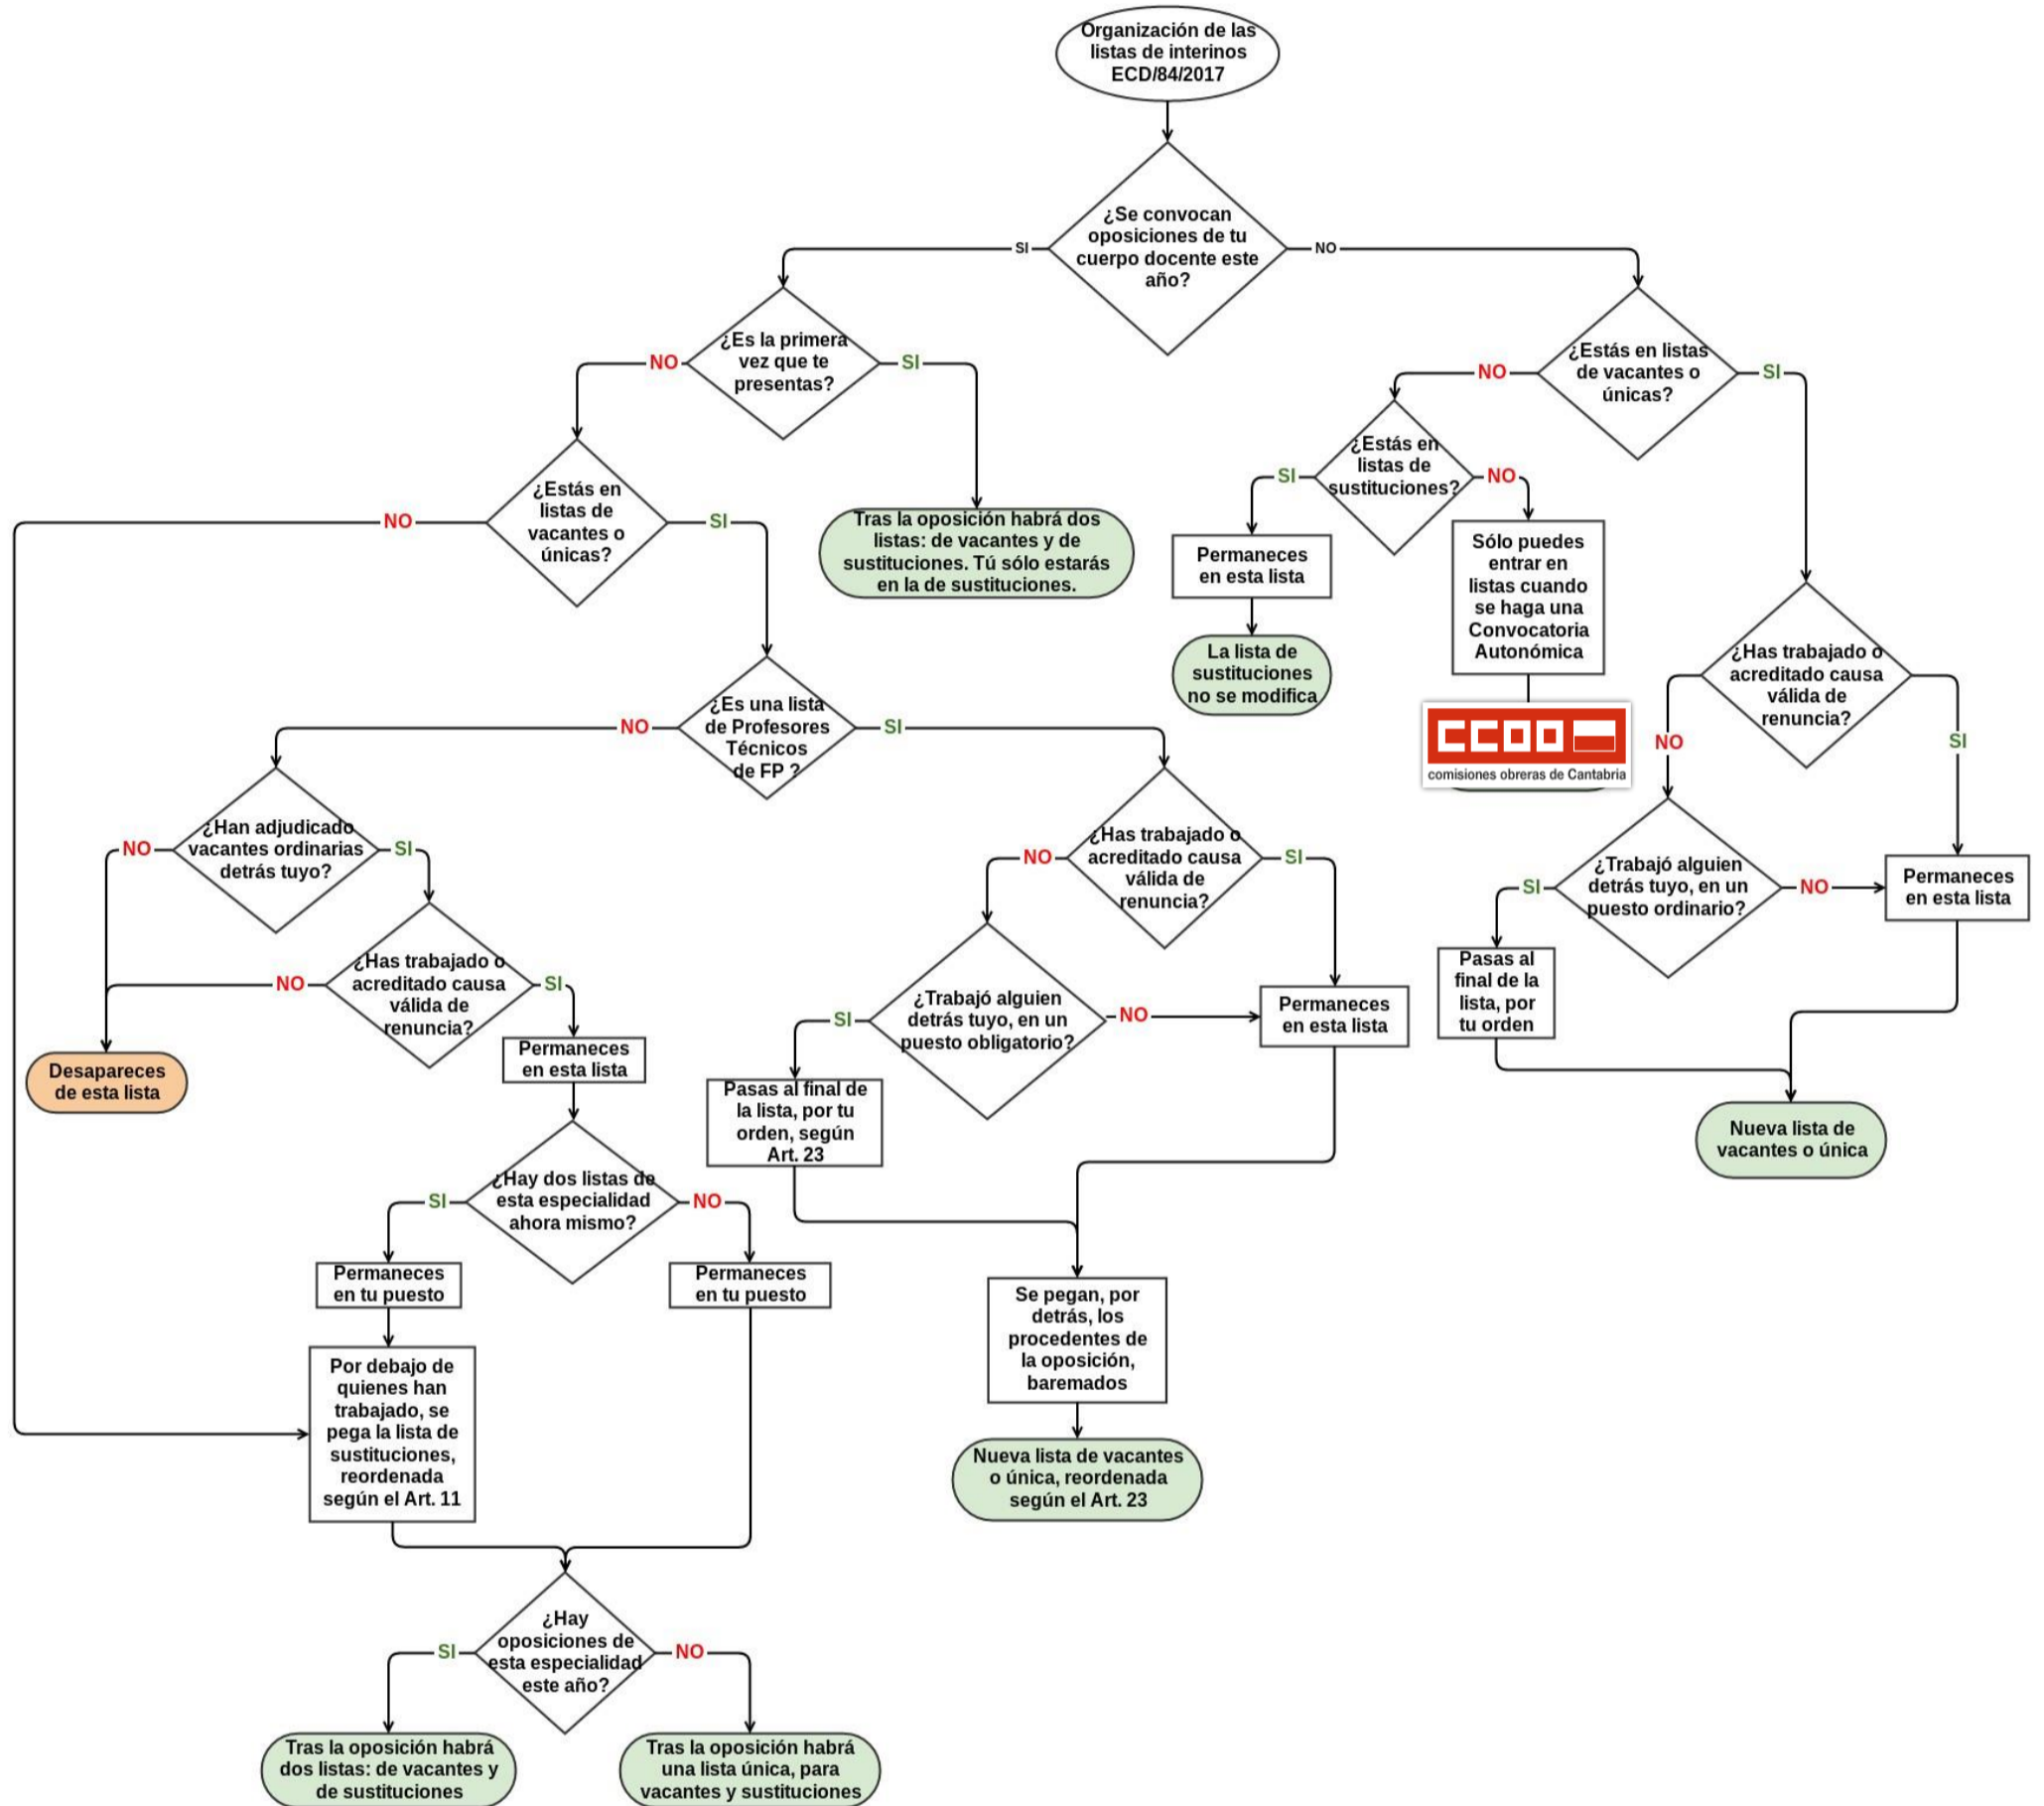 Organización de las
listas de interinos
ECD/84/2017
¿Se convocan
oposiciones de tu
cuerpo docente este
año?
SI
NO
¿Es la primera
vez que te
presentas?
NO
SI
¿Estás en listas
de vacantes o
únicas?
NO
SI
¿Estás en
listas de
sustituciones?
SI
NO
¿Estás en
listas de
vacantes o
únicas?
NO
SI
Tras la oposición habrá dos
listas: de vacantes y de
sustituciones. Tú sólo estarás
en la de sustituciones.
Permaneces
en esta lista
Sólo puedes
entrar en
listas cuando
se haga una
Convocatoria
Autonómica
La lista de
sustituciones
no se modifica
CCOO
comisiones obreras de Cantabria
¿Has trabajado o
acreditado causa
válida de
renuncia?
NO
SI
¿Es una lista
de Profesores
Técnicos
de FP ?
NO
SI
¿Han adjudicado
vacantes ordinarias
detrás tuyo?
NO
SI
¿Has trabajado o
acreditado causa
válida de
renuncia?
NO
SI
¿Trabajó alguien
detrás tuyo, en un
puesto ordinario?
SI
NO
Permaneces
en esta lista
Pasas al
final de la
lista, por
tu orden
Nueva lista de
vacantes o única
¿Has trabajado o
acreditado causa
válida de
renuncia?
NO
SI
¿Trabajó alguien
detrás tuyo, en un
puesto obligatorio?
SI
NO
Permaneces
en esta lista
Desapareces
de esta lista
Permaneces
en esta lista
Pasas al final de
la lista, por tu
orden, según
Art. 23
¿Hay dos listas de
esta especialidad
ahora mismo?
SI
NO
Permaneces
en tu puesto
Permaneces
en tu puesto
Se pegan, por
detrás, los
procedentes de
la oposición,
baremados
Por debajo de
quienes han
trabajado, se
pega la lista de
sustituciones,
reordenada
según el Art. 11
Nueva lista de vacantes
o única, reordenada
según el Art. 23
¿Hay
oposiciones de
esta especialidad
este año?
SI
NO
Tras la oposición habrá
dos listas: de vacantes y
de sustituciones
Tras la oposición habrá
una lista única, para
vacantes y sustituciones